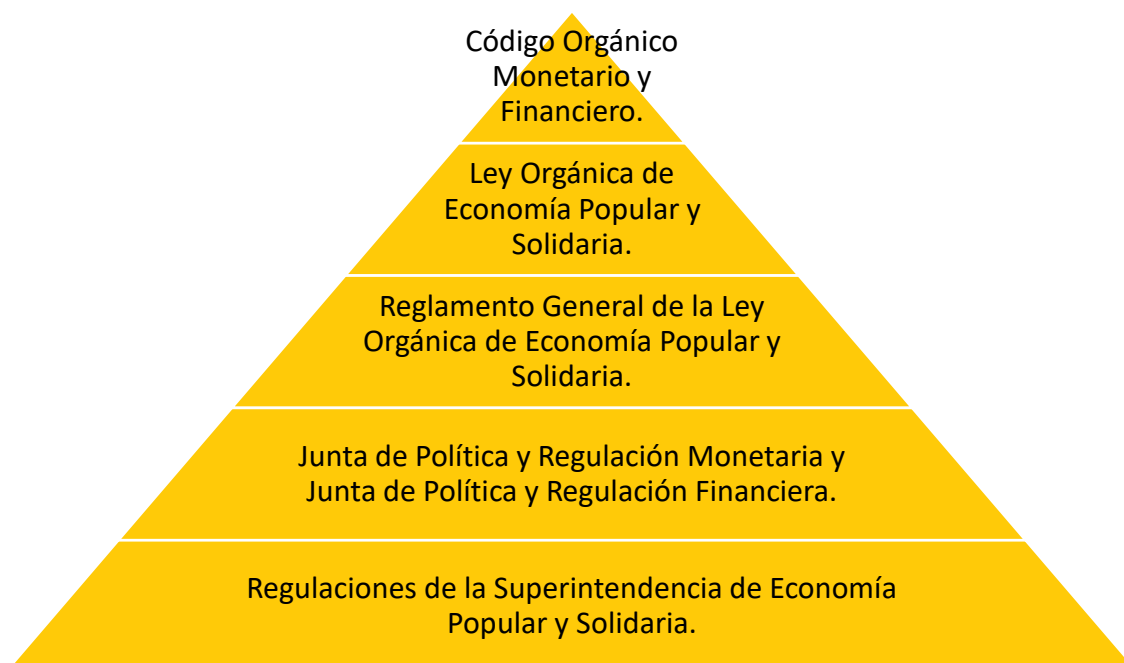 Código Orgánico
Monetario y
Financiero.
Ley Orgánica de
Economía Popular y
Solidaria.
Reglamento General de la Ley
Orgánica de Economía Popular y
Solidaria.
Junta de Política y Regulación Monetaria y
Junta de Política y Regulación Financiera.
Regulaciones de la Superintendencia de Economía
Popular y Solidaria.